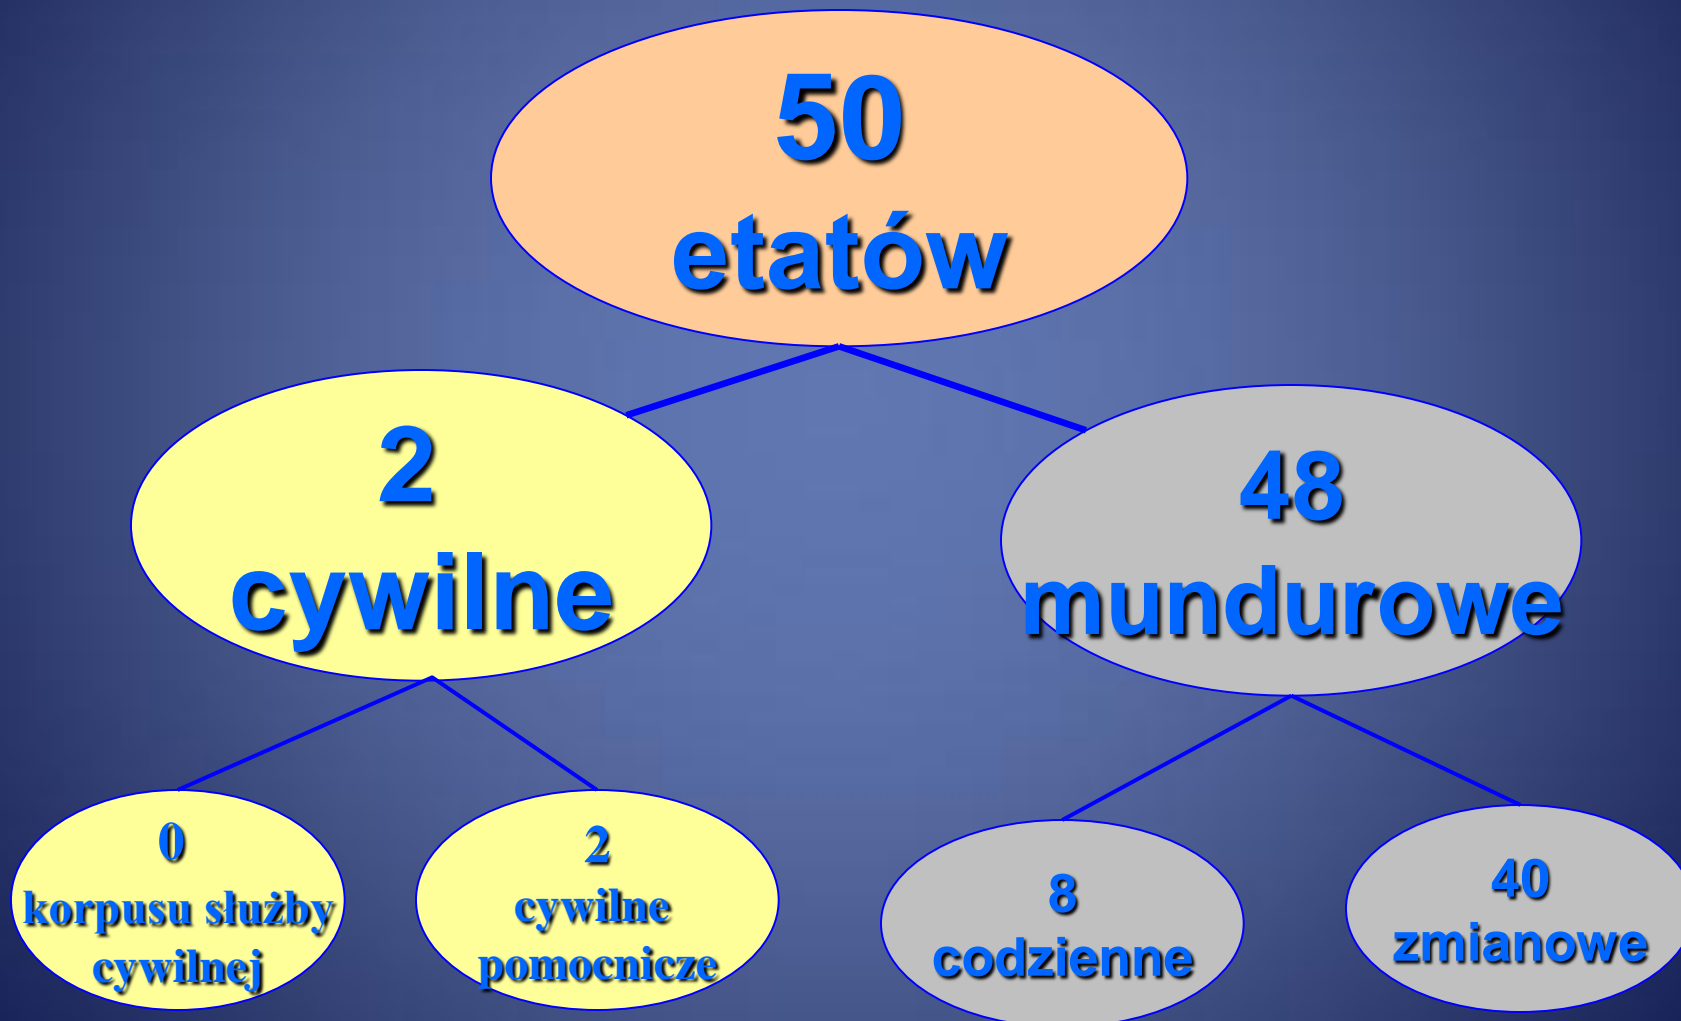 50
etatów
2
cywilne
48
mundurowe
0
korpusu służby
cywilnej
2
cywilne
pomocnicze
8
codzienne
40
zmianowe